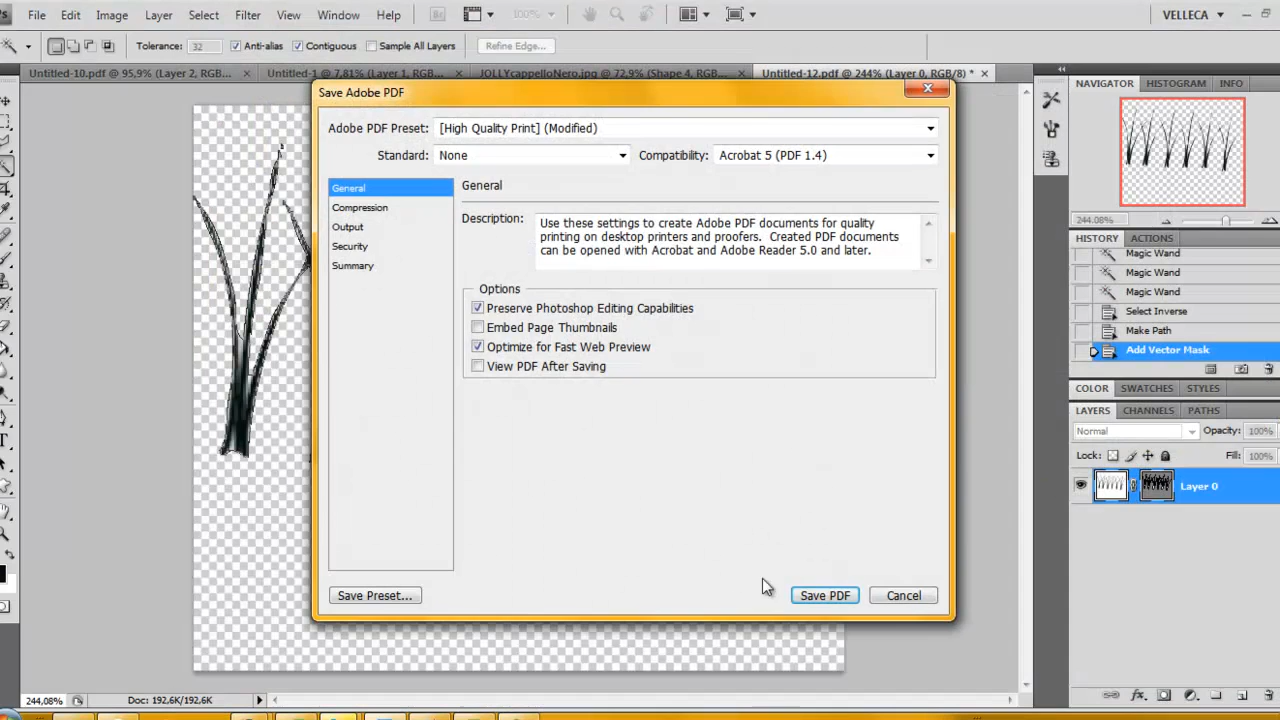 File Edit Image Layer Select Filter View Window Help Br 100% VELLECA
Tolerance: 32 Anti-alias Contiguous Sample All Layers Refine Edge...
Untitled-10.pdf @ 95,9% (Layer 2, RGB... × Untitled-1 @ 7,81% (Layer 1, RGB... × JOLLYcappelloNero.jpg @ 72,9% (Shape 4, RGB... × Untitled-12.pdf @ 244% (Layer 0, RGB/8) * ×
Save Adobe PDF
Adobe PDF Preset: [High Quality Print] (Modified)
Standard: None Compatibility: Acrobat 5 (PDF 1.4)
General
Compression
Output
Security
Summary
General
Description: Use these settings to create Adobe PDF documents for quality
printing on desktop printers and proofers. Created PDF documents
can be opened with Acrobat and Adobe Reader 5.0 and later.
Options
Preserve Photoshop Editing Capabilities
Embed Page Thumbnails
Optimize for Fast Web Preview
View PDF After Saving
Save Preset... Save PDF Cancel
NAVIGATOR HISTOGRAM INFO
244.08%
HISTORY ACTIONS
Magic Wand
Magic Wand
Magic Wand
Select Inverse
Make Path
Add Vector Mask
COLOR SWATCHES STYLES
LAYERS CHANNELS PATHS
Normal Opacity: 100%
Lock: Fill: 100%
Layer 0
244,08% Doc: 192,6K/192,6K